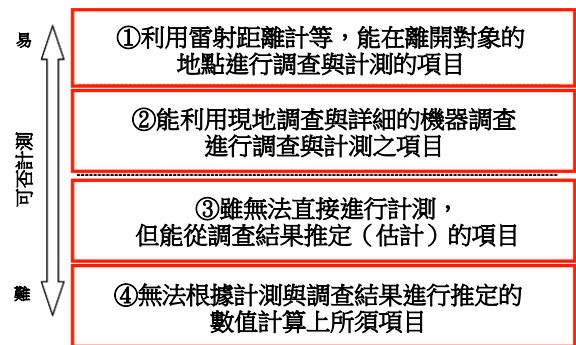 易
可否計測
難
①利用雷射距離計等，能在離開對象的
地點進行調查與計測的項目
②能利用現地調查與詳細的機器調查
進行調查與計測之項目
③雖無法直接進行計測，
但能從調查結果推定（估計）的項目
④無法根據計測與調查結果進行推定的
數值計算上所須項目